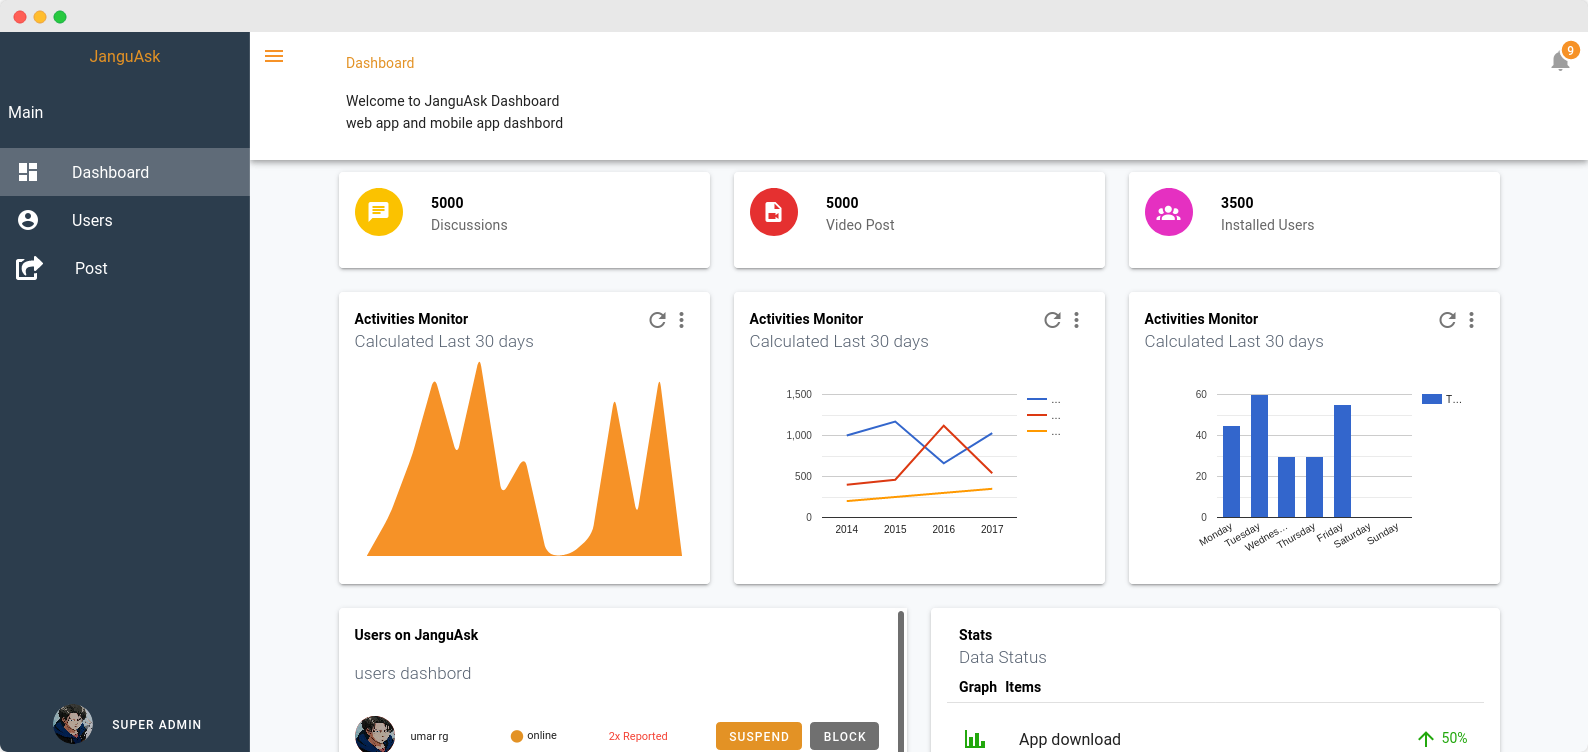 JanguAsk
Main
Dashboard
Users
Post
SUPER ADMIN
Dashboard
Welcome to JanguAsk Dashboard
web app and mobile app dashbord
9
5000
Discussions
5000
Video Post
3500
Installed Users
Activities Monitor
Calculated Last 30 days
Activities Monitor
Calculated Last 30 days
1,500
1,000
500
0
2014 2015 2016 2017
...
...
...
Activities Monitor
Calculated Last 30 days
60
40
20
0
Monday Tuesday Wednes... Thursday Friday Saturday Sunday
T...
Users on JanguAsk
users dashbord
umar rg online 2x Reported SUSPEND BLOCK
Stats
Data Status
Graph Items
App download 50%